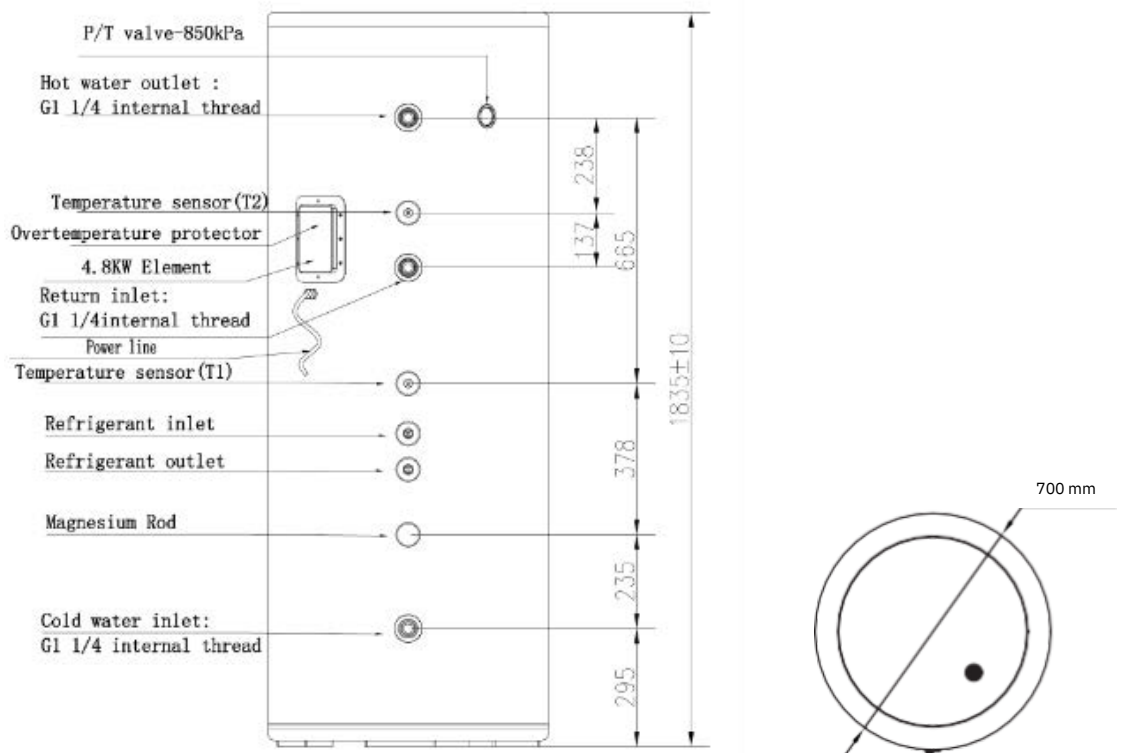 P/T valve-850kPa
Hot water outlet :
G1 1/4 internal thread
Temperature sensor(T2)
Overtemperature protector
4.8KW Element
Return inlet:
G1 1/4internal thread
Power line
Temperature sensor(T1)
Refrigerant inlet
Refrigerant outlet
Magnesium Rod
Cold water inlet:
G1 1/4 internal thread
238
137
665
378
235
295
1835±10
700 mm